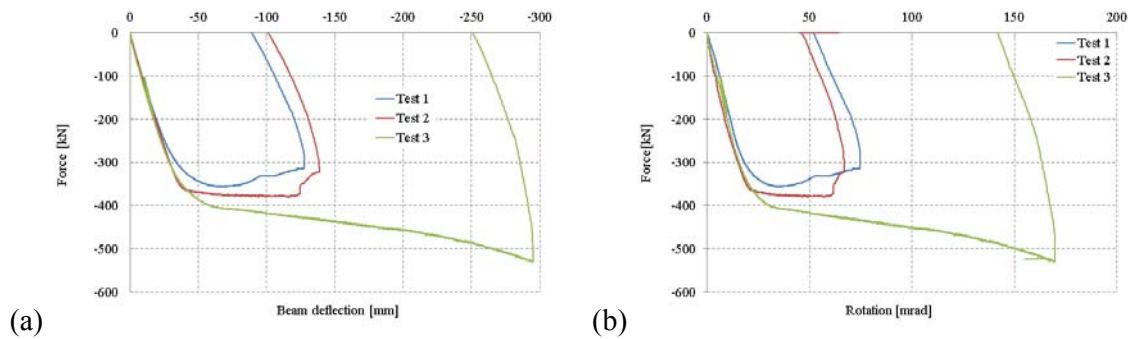 0 -50 -100 -150 -200 -250 -300
0
-100
-200
-300
-400
-500
-600
Force [kN]
Test 1
Test 2
Test 3
Beam deflection [mm]
(a)
0 50 100 150 200
0
-100
-200
-300
-400
-500
-600
Force[kN]
Test 1
Test 2
Test 3
Rotation [mrad]
(b)